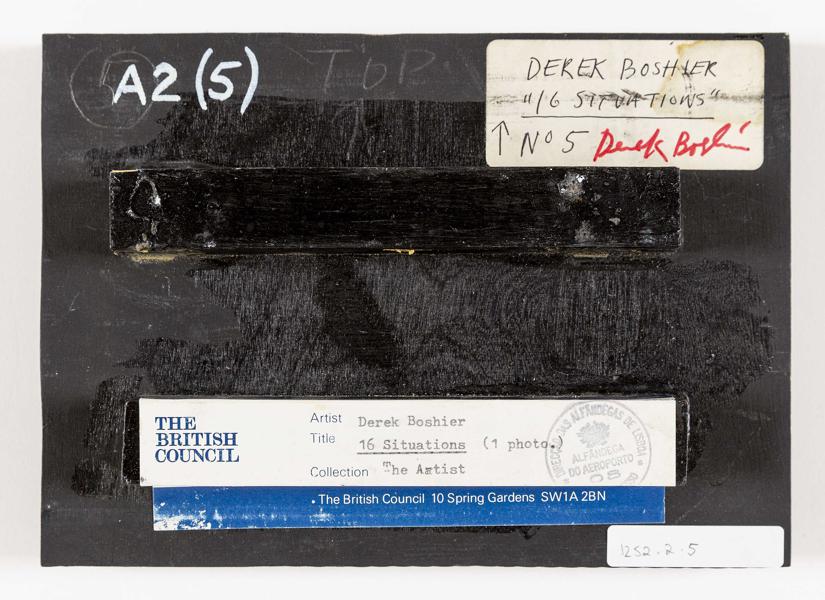 A2 (5)
TOP
DEREK BOSHIER
"16 SITUATIONS"
↑ Nº 5 Derek Boshier
THE
BRITISH
COUNCIL
Artist Derek Boshier
Title 16 Situations (1 photo.)
Collection The Artist
DIRECÇÃO DAS ALFÂNDEGAS DE LISBOA
ALFÂNDEGA
DO AEROPORTO
08
The British Council 10 Spring Gardens SW1A 2BN
1252.2.5